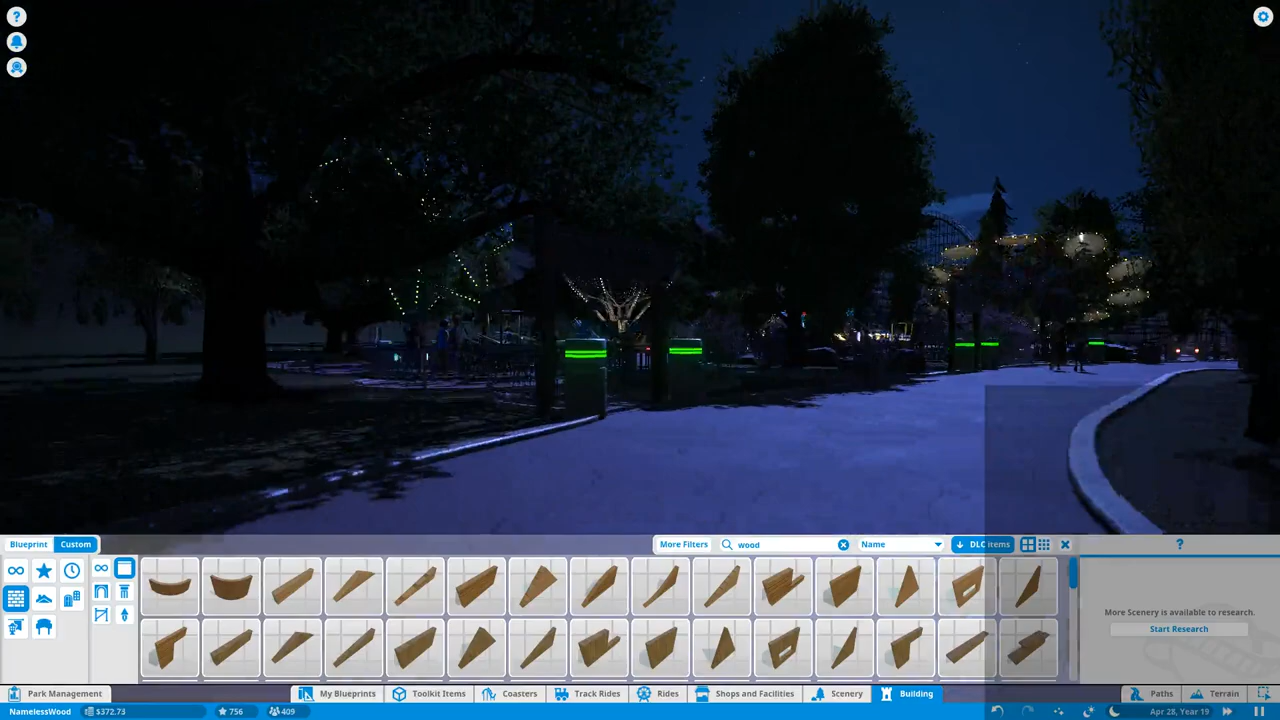 Blueprint Custom More Filters wood Name DLC items
More Scenery is available to research.
Start Research
Park Management My Blueprints Toolkit Items Coasters Track Rides Rides Shops and Facilities Scenery Building Paths Terrain
NamelessWood $372.73 756 409 Apr 28, Year 19